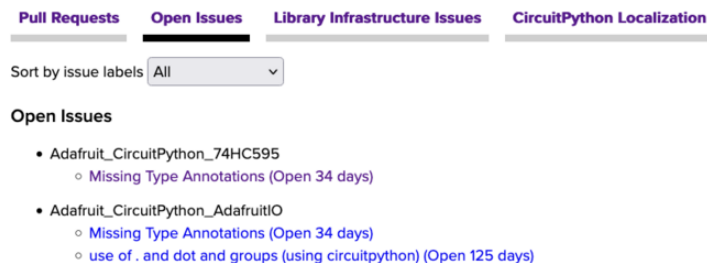 Pull Requests Open Issues Library Infrastructure Issues CircuitPython Localization
Sort by issue labels All
Open Issues
Adafruit_CircuitPython_74HC595
Missing Type Annotations (Open 34 days)
Adafruit_CircuitPython_AdafruitIO
Missing Type Annotations (Open 34 days)
use of . and dot and groups (using circuitpython) (Open 125 days)